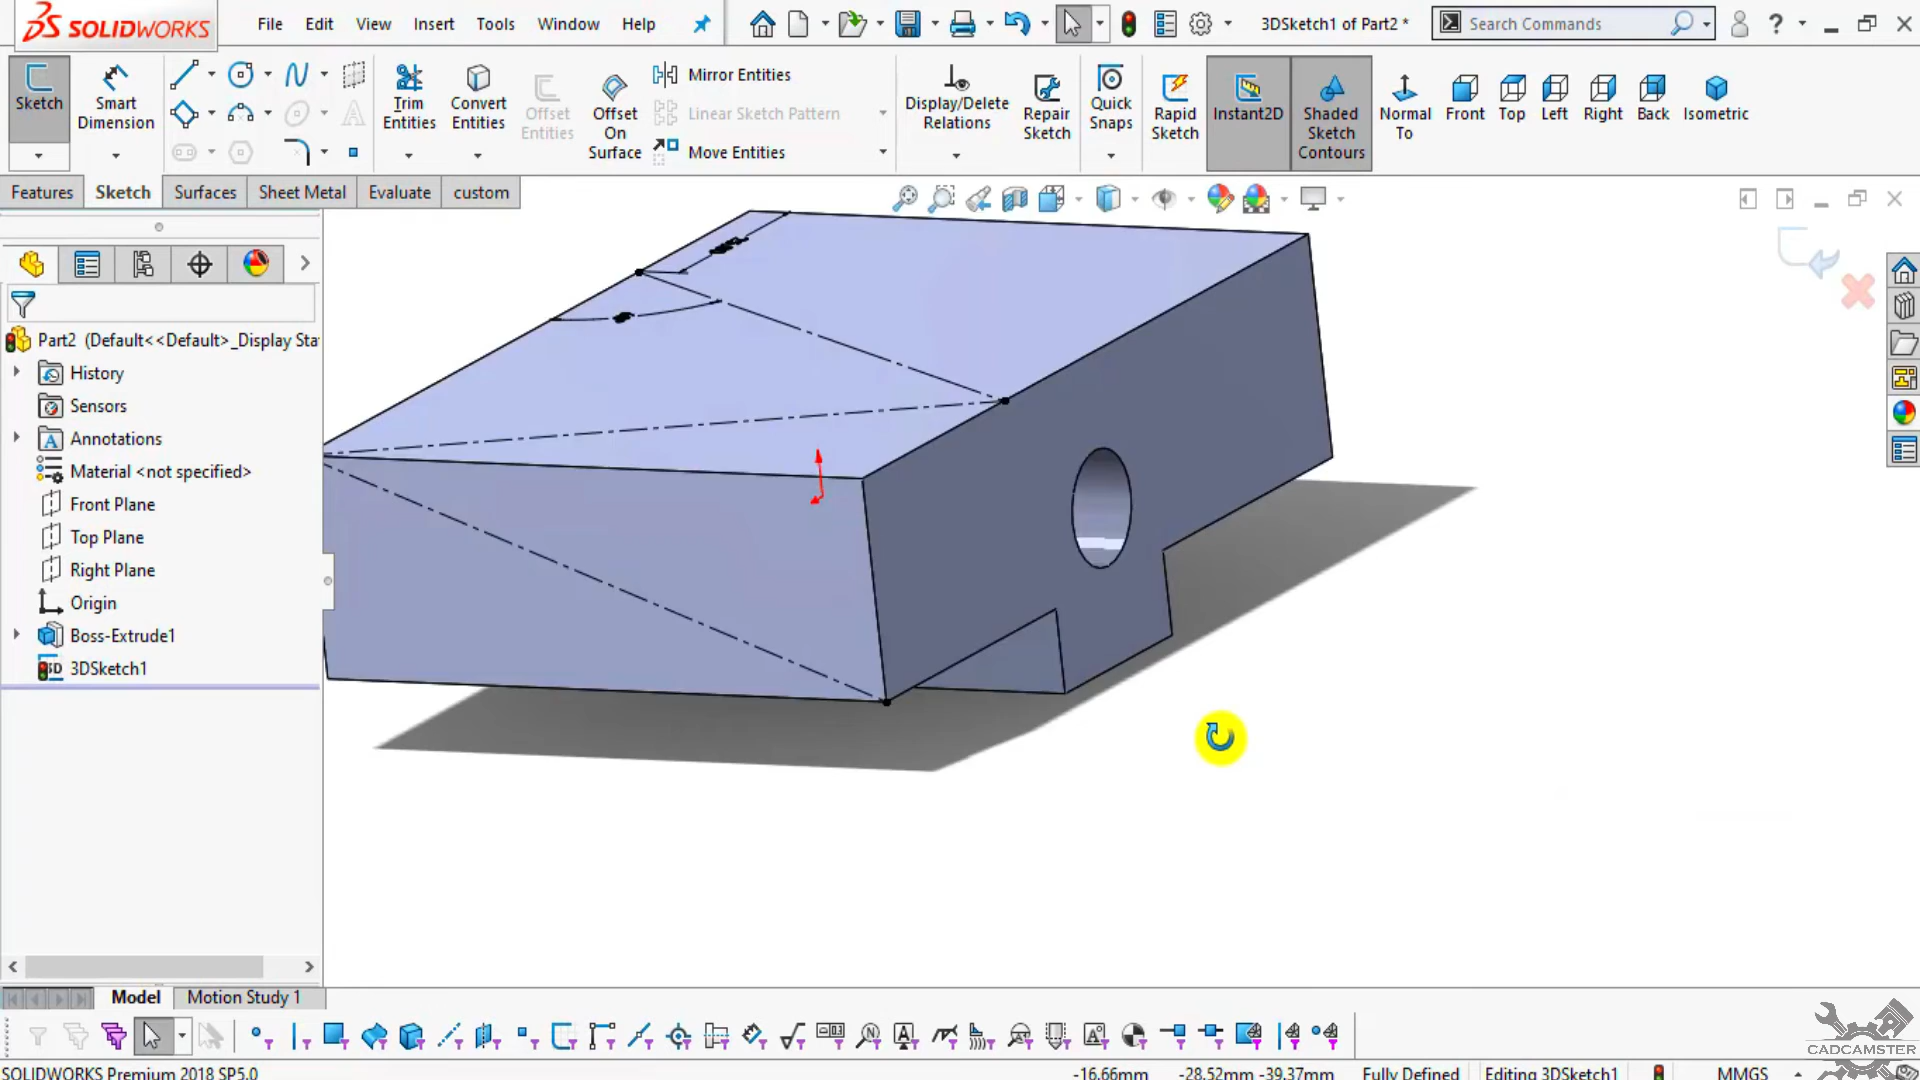 SOLIDWORKS File Edit View Insert Tools Window Help 3DSketch1 of Part2 * Search Commands ?
Sketch Smart Dimension Trim Entities Convert Entities Offset Entities Offset On Surface Mirror Entities Linear Sketch Pattern Move Entities Display/Delete Relations Repair Sketch Quick Snaps Rapid Sketch Instant2D Shaded Sketch Contours Normal To Front Top Left Right Back Isometric
Features Sketch Surfaces Sheet Metal Evaluate custom
Part2 (Default<<Default>_Display Sta
History
Sensors
Annotations
Material <not specified>
Front Plane
Top Plane
Right Plane
Origin
Boss-Extrude1
3DSketch1
Model Motion Study 1
CADCAMSTER
SOLIDWORKS Premium 2018 SP5.0 -16.66mm -28.52mm -39.37mm Fully Defined Editing 3DSketch1 MMGS